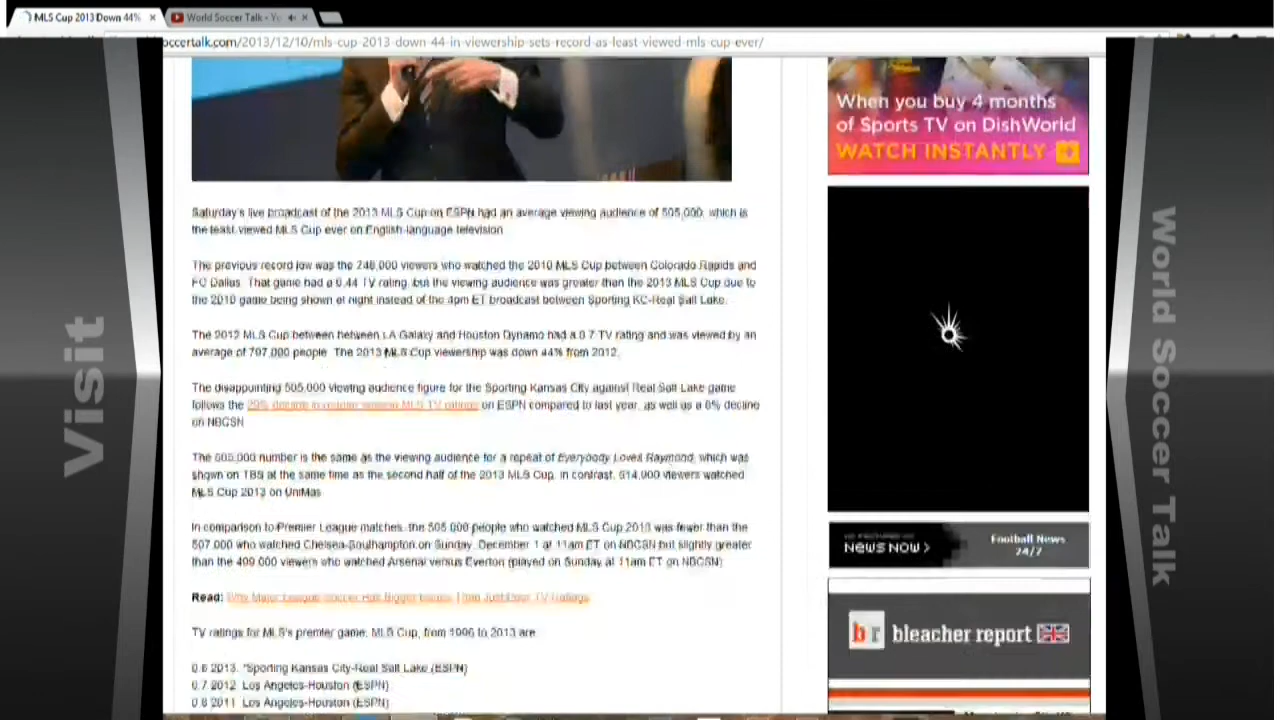 MLS Cup 2013 Down 44%
World Soccer Talk - Yo
occertalk.com/2013/12/10/mls-cup-2013-down-44-in-viewership-sets-record-as-least-viewed-mls-cup-ever/
When you buy 4 months
of Sports TV on DishWorld
WATCH INSTANTLY
Saturday's live broadcast of the 2013 MLS Cup on ESPN had an average viewing audience of 505,000, which is
the least viewed MLS Cup ever on English-language television
The previous record low was the 748,000 viewers who watched the 2010 MLS Cup between Colorado Rapids and
FC Dallas. That game had a 0.44 TV rating, but the viewing audience was greater than the 2013 MLS Cup due to
the 2010 game being shown at night instead of the 4pm ET broadcast between Sporting KC-Real Salt Lake.
The 2012 MLS Cup between between LA Galaxy and Houston Dynamo had a 0.7 TV rating and was viewed by an
average of 797,000 people. The 2013 MLS Cup viewership was down 44% from 2012.
The disappointing 505,000 viewing audience figure for the Sporting Kansas City against Real Salt Lake game
follows the 29% decline in regular season MLS TV ratings on ESPN compared to last year, as well as a 8% decline
on NBCSN
The 505,000 number is the same as the viewing audience for a repeat of Everybody Loves Raymond, which was
shown on TBS at the same time as the second half of the 2013 MLS Cup. in contrast, 514,000 viewers watched
MLS Cup 2013 on UniMas
In comparison to Premier League matches, the 505,000 people who watched MLS Cup 2013 was fewer than the
507,000 who watched Chelsea-Southampton on Sunday, December 1 at 11am ET on NBCSN but slightly greater
than the 499,000 viewers who watched Arsenal versus Everton (played on Sunday at 11am ET on NBCSN)
Read: Why Major League Soccer Has Bigger Issues Than Just Poor TV Ratings
TV ratings for MLS's premier game, MLS Cup, from 1996 to 2013 are
0.5 2013: *Sporting Kansas City-Real Salt Lake (ESPN)
0.7 2012 Los Angeles-Houston (ESPN)
0.8 2011 Los Angeles-Houston (ESPN)
NEWS NOW >
Football News
24/7
br bleacher report
Visit
World Soccer Talk